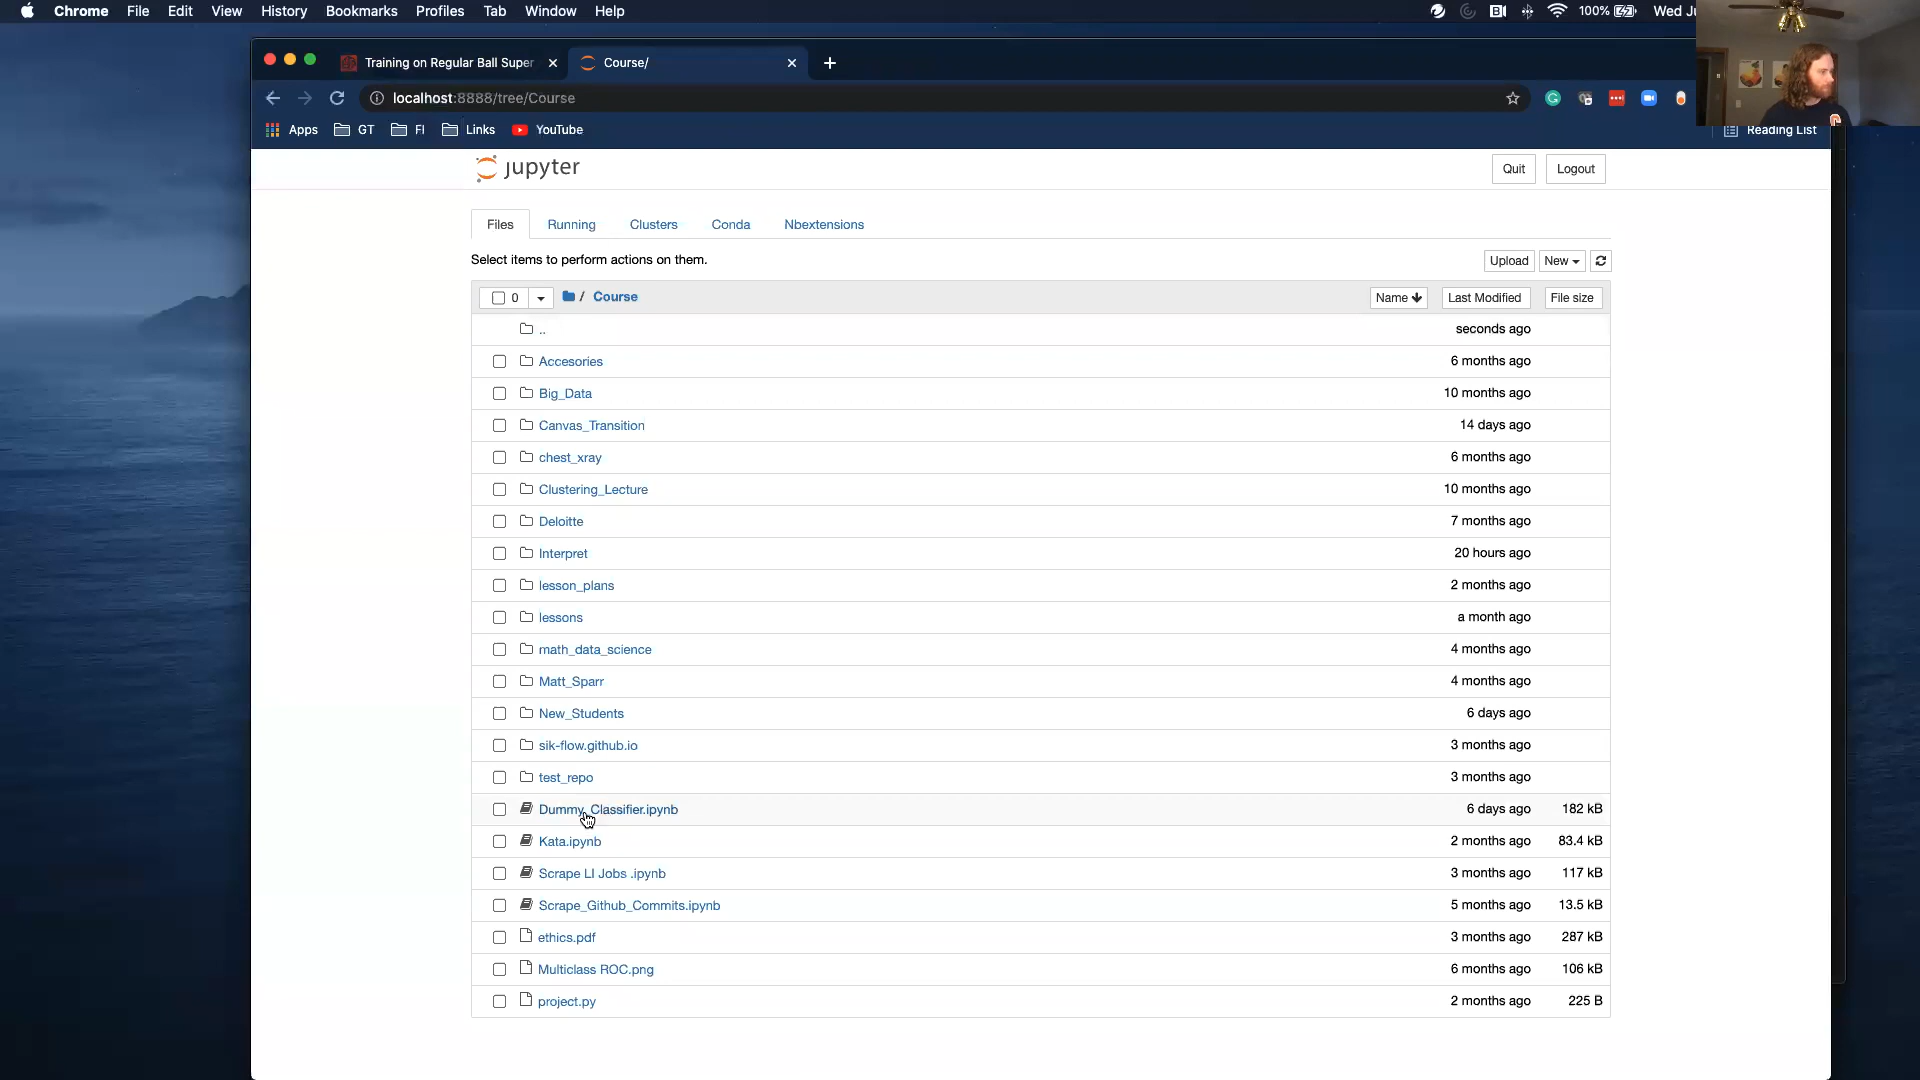 Chrome File Edit View History Bookmarks Profiles Tab Window Help 100% Wed Ju
Training on Regular Ball Super Course/
localhost:8888/tree/Course
Apps GT FI Links YouTube Reading List
jupyter Quit Logout
Files Running Clusters Conda Nbextensions
Select items to perform actions on them. Upload New
0 / Course Name Last Modified File size
.. seconds ago
Accesories 6 months ago
Big_Data 10 months ago
Canvas_Transition 14 days ago
chest_xray 6 months ago
Clustering_Lecture 10 months ago
Deloitte 7 months ago
Interpret 20 hours ago
lesson_plans 2 months ago
lessons a month ago
math_data_science 4 months ago
Matt_Sparr 4 months ago
New_Students 6 days ago
sik-flow.github.io 3 months ago
test_repo 3 months ago
Dummy_Classifier.ipynb 6 days ago 182 kB
Kata.ipynb 2 months ago 83.4 kB
Scrape LI Jobs .ipynb 3 months ago 117 kB
Scrape_Github_Commits.ipynb 5 months ago 13.5 kB
ethics.pdf 3 months ago 287 kB
Multiclass ROC.png 6 months ago 106 kB
project.py 2 months ago 225 B